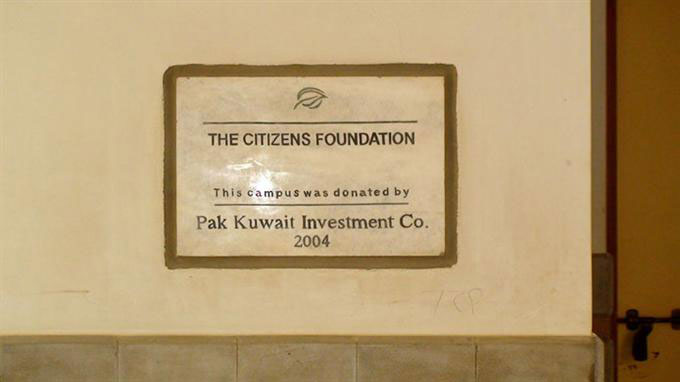 THE CITIZENS FOUNDATION
This campus was donated by
Pak Kuwait Investment Co.
2004